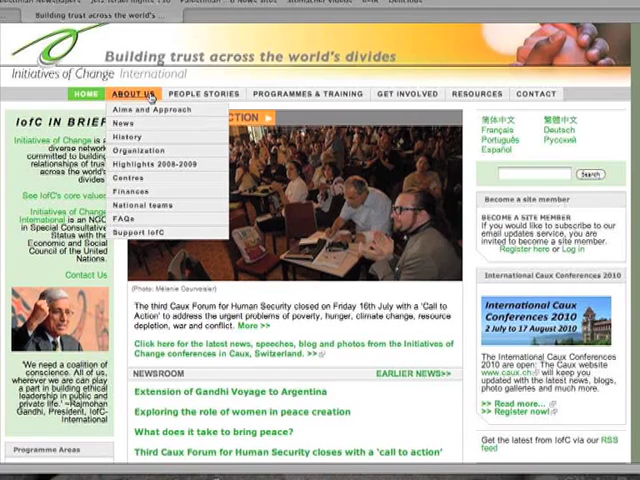 Building trust across the world's ...
Building trust across the world's divides
Initiatives of Change International
HOME
ABOUT US
PEOPLE STORIES
PROGRAMMES & TRAINING
GET INVOLVED
RESOURCES
CONTACT
Aims and Approach
News
History
Organization
Highlights 2008-2009
Centres
Finances
National teams
FAQs
Support IofC
IofC IN BRIEF
Initiatives of Change is
diverse network
committed to building
relationships of trust
across the world's
divides.
See IofC's core values
Initiatives of Change
International is an NGO
in Special Consultative
Status with the
Economic and Social
Council of the United
Nations.
Contact Us
'We need a coalition
of conscience. All of us,
wherever we are can play
a part in building ethical
leadership in public and
private life.' ~Rajmohan
Gandhi, President, IofC-
International
Programme Areas
CTION
(Photo: Mélanie Gouveisier)
The third Caux Forum for Human Security closed on Friday 16th July with a 'Call to
Action' to address the urgent problems of poverty, hunger, climate change, resource
depletion, war and conflict. More >>
Click here for the latest news, speeches, blog and photos from the Initiatives of
Change conferences in Caux, Switzerland. >>
NEWSROOM
EARLIER NEWS>>
Extension of Gandhi Voyage to Argentina
Exploring the role of women in peace creation
What does it take to bring peace?
Third Caux Forum for Human Security closes with a 'call to action'
简体中文 繁體中文
Français Deutsch
Português Русский
Español
Search
Become a site member
BECOME A SITE MEMBER
If you would like to subscribe to our
email updates service, you are
invited to become a site member.
Register here or Log in
International Caux Conferences 2010
International Caux
Conferences 2010
2 July to 17 August 2010
The International Caux Conferences
2010 are open: The Caux website
www.caux.ch will keep you
updated with the latest news, blogs,
photo galleries and much more.
>> Read more...
>> Register now!
Get the latest from IofC via our RSS
feed